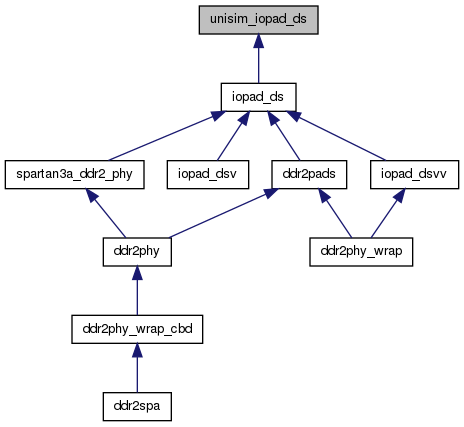 unisim_iopad_ds
iopad_ds
spartan3a_ddr2_phy
iopad_dsv
ddr2pads
iopad_dsvv
ddr2phy
ddr2phy_wrap
ddr2phy_wrap_cbd
ddr2spa